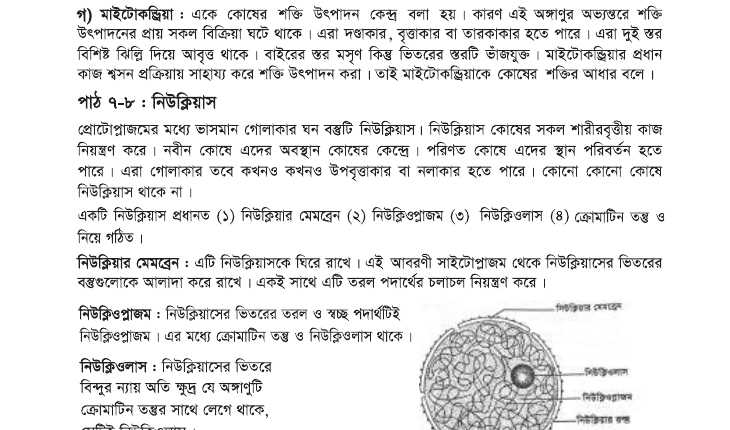 গ) মাইটোকন্ড্রিয়া : একে কোষের শক্তি উৎপাদন কেন্দ্র বলা হয়। কারণ এই অঙ্গাণুর অভ্যন্তরে শক্তি
উৎপাদনের প্রায় সকল বিক্রিয়া ঘটে থাকে। এরা দণ্ডাকার, বৃত্তাকার বা তারকাকার হতে পারে। এরা দুই স্তর
বিশিষ্ট ঝিল্লি দিয়ে আবৃত থাকে। বাইরের স্তর মসৃণ কিন্তু ভিতরের স্তরটি ভাঁজযুক্ত। মাইটোকন্ড্রিয়ার প্রধান
কাজ শ্বসন প্রক্রিয়ায় সাহায্য করে শক্তি উৎপাদন করা। তাই মাইটোকন্ড্রিয়াকে কোষের শক্তির আধার বলে।
পাঠ ৭-৮ : নিউক্লিয়াস
প্রোটোপ্লাজমের মধ্যে ভাসমান গোলাকার ঘন বস্তুটি নিউক্লিয়াস। নিউক্লিয়াস কোষের সকল শারীরবৃত্তীয় কাজ
নিয়ন্ত্রণ করে। নবীন কোষে এদের অবস্থান কোষের কেন্দ্রে। পরিণত কোষে এদের স্থান পরিবর্তন হতে
পারে। এরা গোলাকার তবে কখনও কখনও উপবৃত্তাকার বা নলাকার হতে পারে। কোনো কোনো কোষে
নিউক্লিয়াস থাকে না।
একটি নিউক্লিয়াস প্রধানত (১) নিউক্লিয়ার মেমব্রেন (২) নিউক্লিওপ্লাজম (৩) নিউক্লিওলাস (৪) ক্রোমাটিন তন্তু ও
নিয়ে গঠিত।
নিউক্লিয়ার মেমব্রেন : এটি নিউক্লিয়াসকে ঘিরে রাখে। এই আবরণী সাইটোপ্লাজম থেকে নিউক্লিয়াসের ভিতরের
বস্তুগুলোকে আলাদা করে রাখে। একই সাথে এটি তরল পদার্থের চলাচল নিয়ন্ত্রণ করে।
নিউক্লিওপ্লাজম : নিউক্লিয়াসের ভিতরের তরল ও স্বচ্ছ পদার্থটিই
নিউক্লিওপ্লাজম। এর মধ্যে ক্রোমাটিন তন্তু ও নিউক্লিওলাস থাকে।
নিউক্লিওলাস : নিউক্লিয়াসের ভিতরে
বিন্দুর ন্যায় অতি ক্ষুদ্র যে অঙ্গাণুটি
ক্রোমাটিন তন্তুর সাথে লেগে থাকে,
নিউক্লিয়ার মেমব্রেন
নিউক্লিওলাস
নিউক্লিওপ্লাজম
নিউক্লিয়ার রন্ধ্র